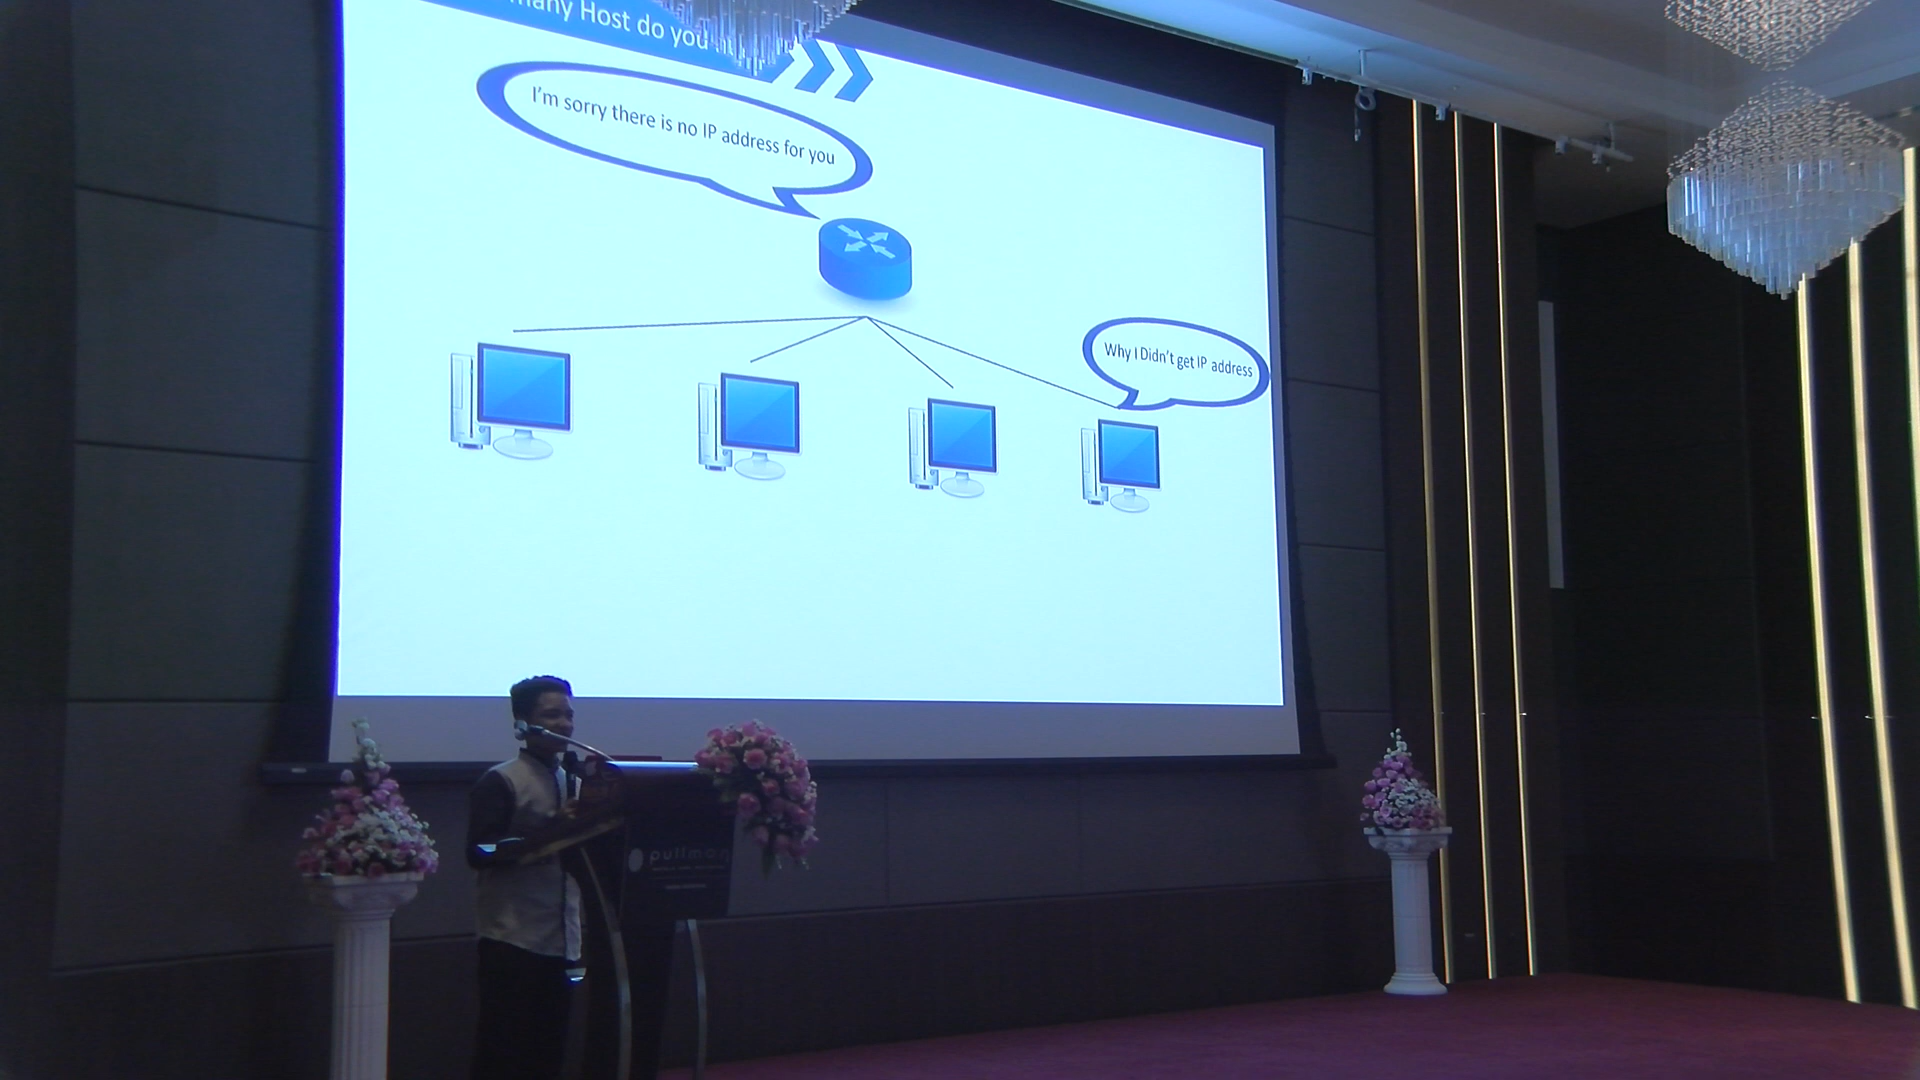 many Host do you
I'm sorry there is no IP address for you
Why I Didn't get IP address
pullman